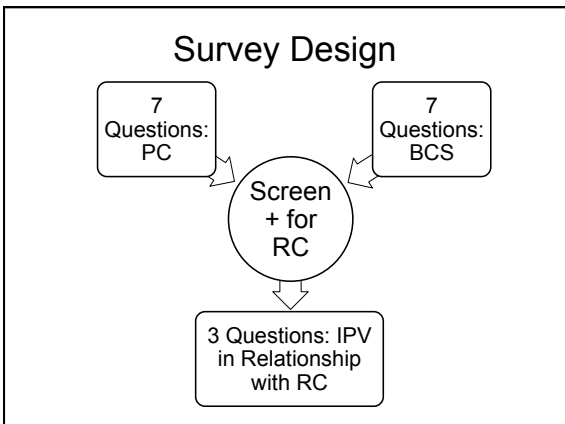 Survey Design
7
Questions:
PC
7
Questions:
BCS
Screen
+ for
RC
3 Questions: IPV
in Relationship
with RC